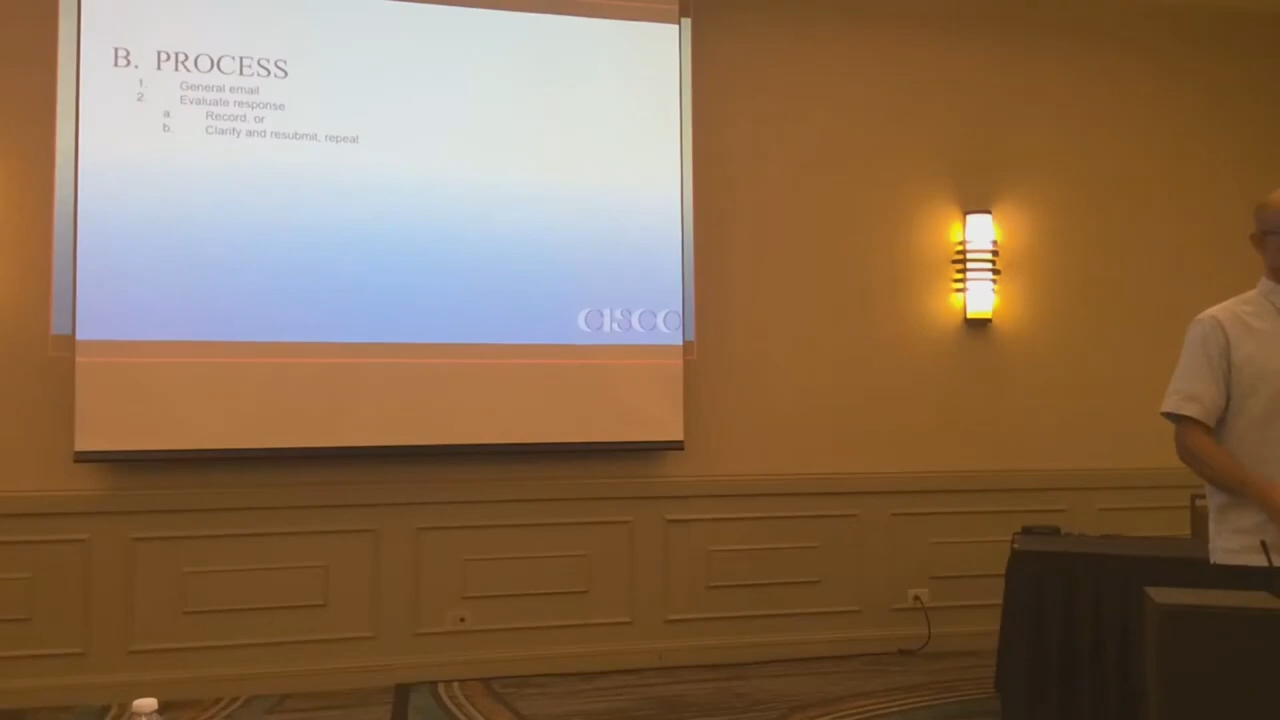 B. PROCESS
1. General email
2. Evaluate response
a. Record, or
b. Clarify and resubmit, repeat
CISCO